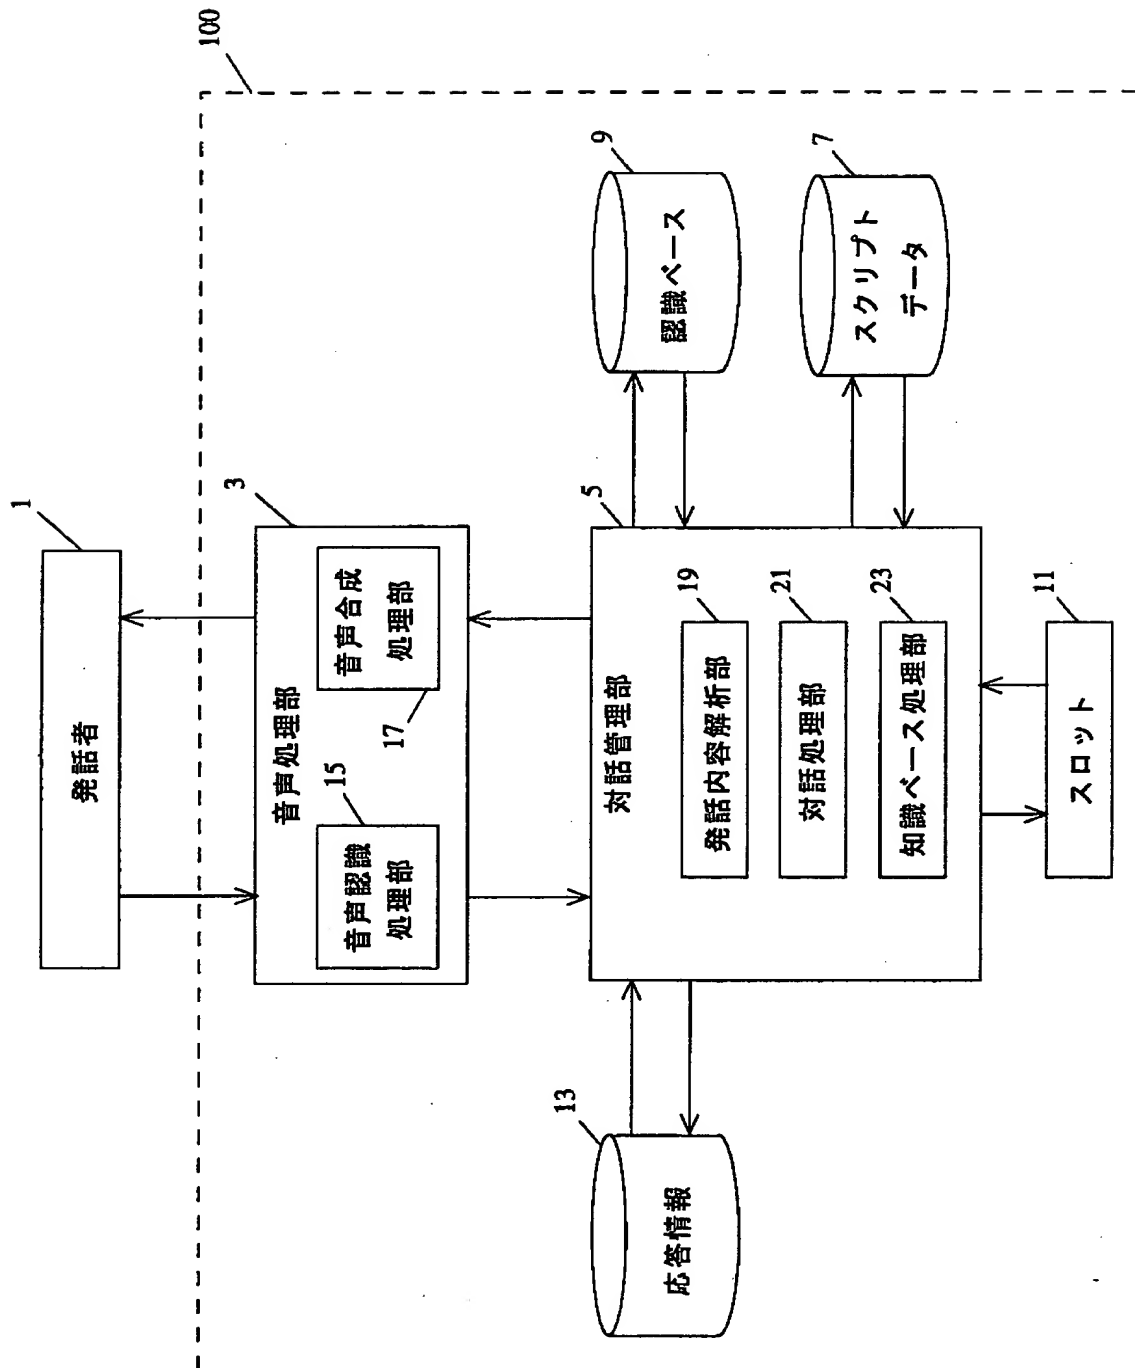 1
発話者
100
3
音声処理部
15
音声認識
処理部
音声合成
処理部
17
13
応答情報
5
対話管理部
19
発話内容解析部
21
対話処理部
23
知識ベース処理部
9
認識ベース
7
スクリプト
データ
11
スロット